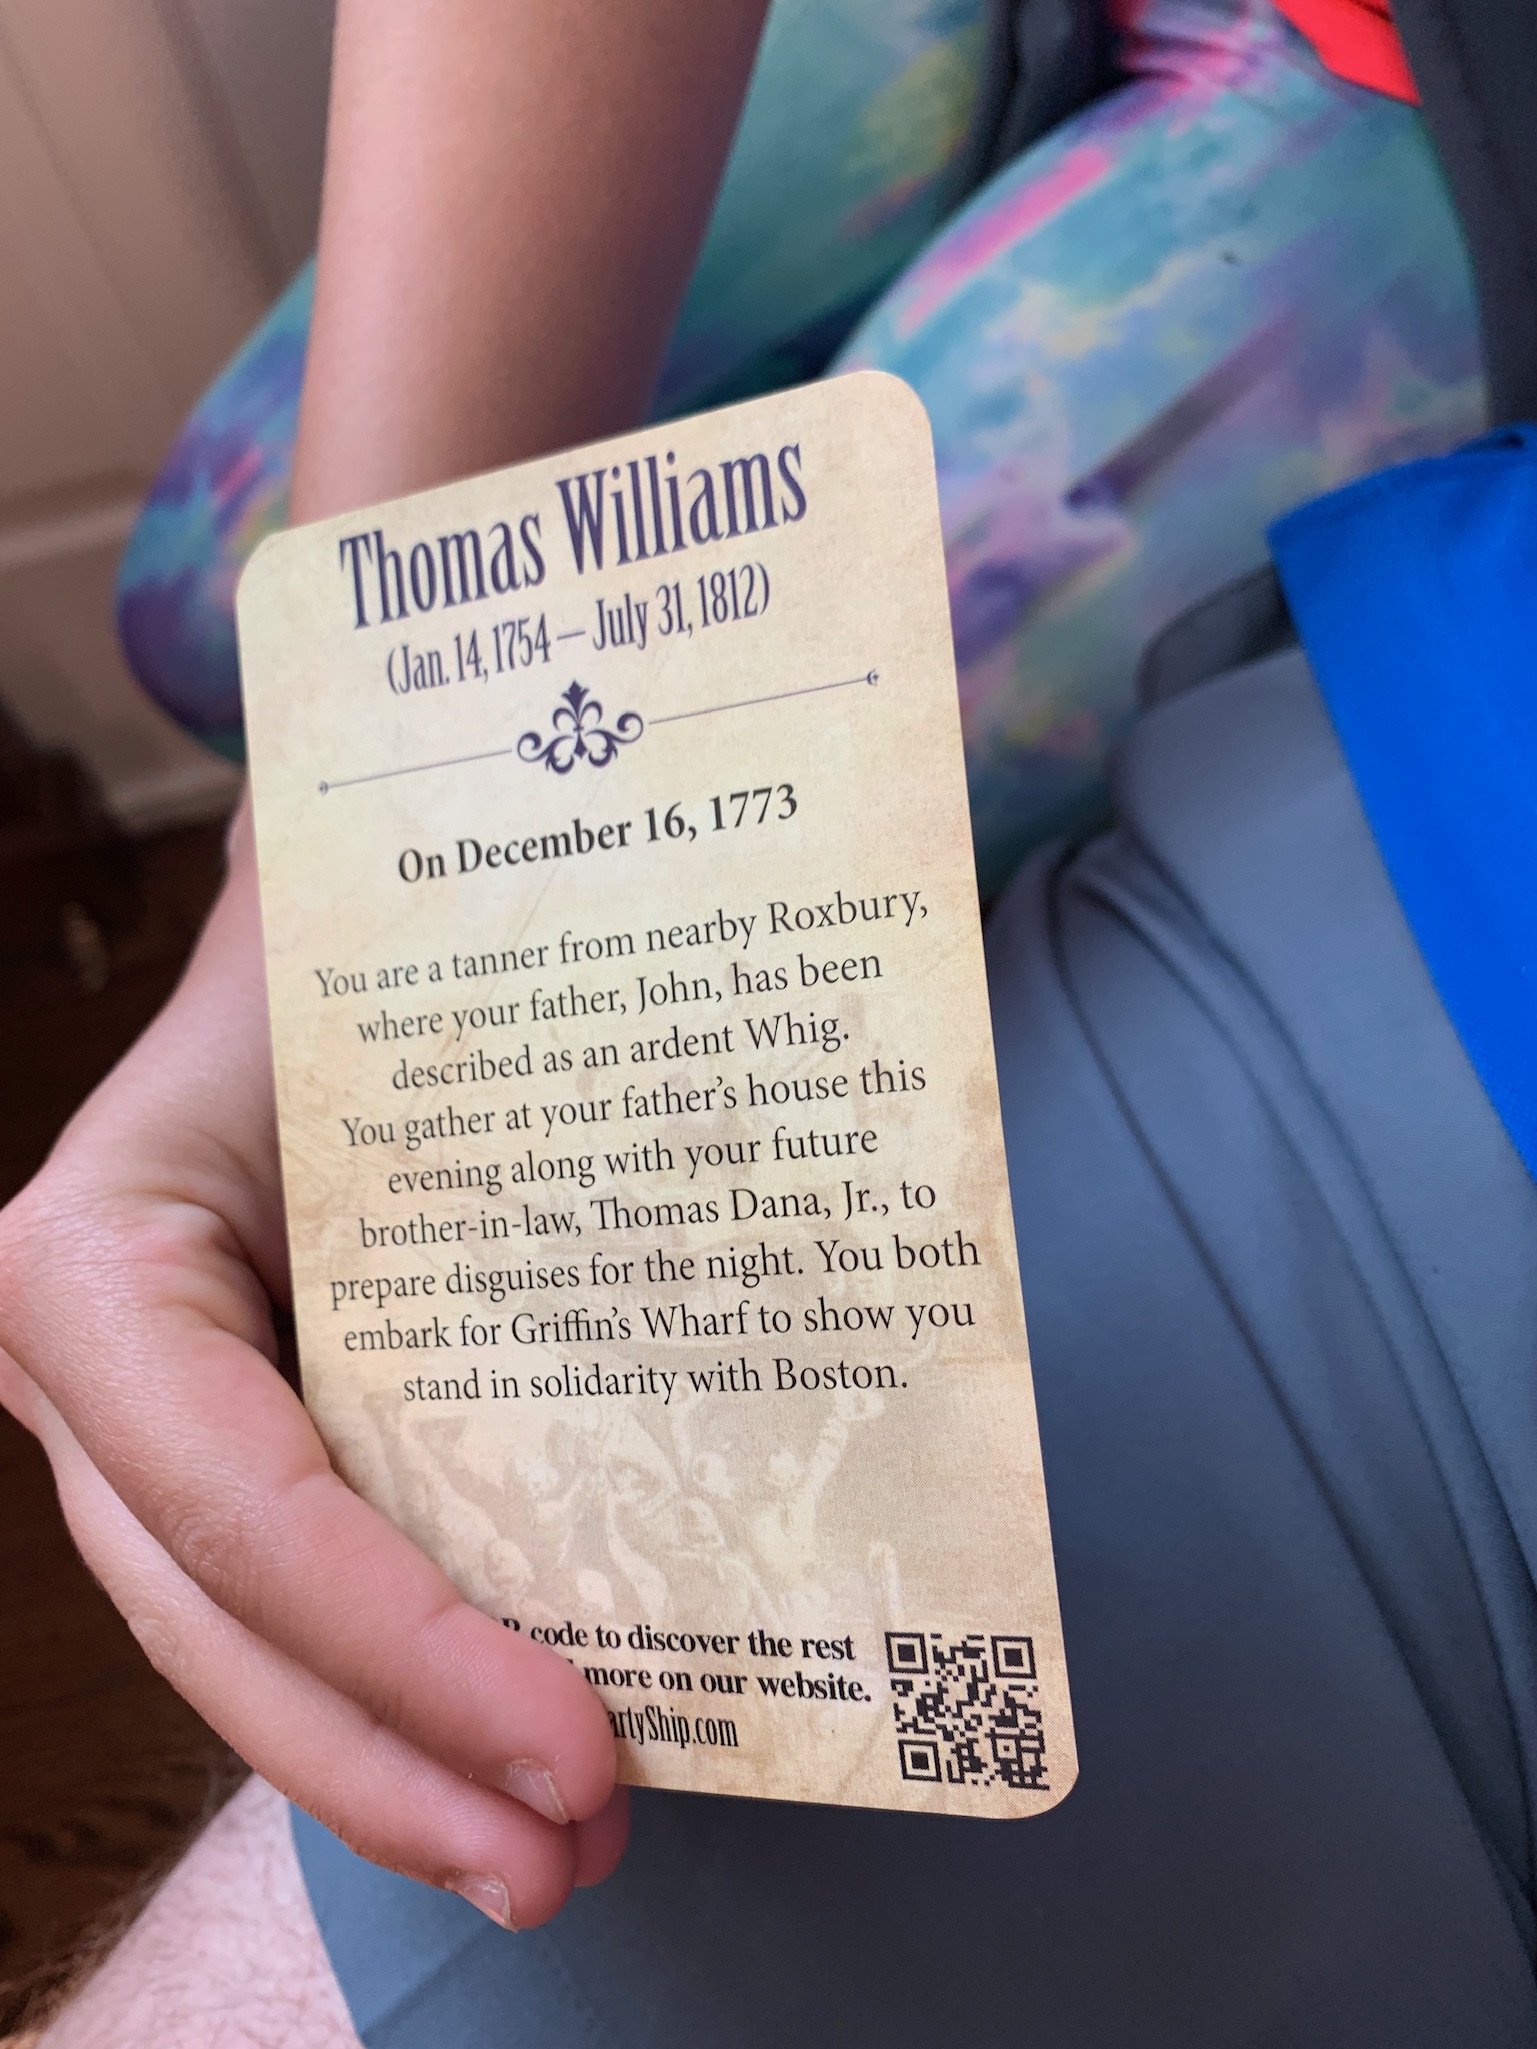 Thomas Williams
(Jan. 14, 1754 – July 31, 1812)
On December 16, 1773
You are a tanner from nearby Roxbury,
where your father, John, has been
described as an ardent Whig.
You gather at your father's house this
evening along with your future
brother-in-law, Thomas Dana, Jr., to
prepare disguises for the night. You both
embark for Griffin's Wharf to show you
stand in solidarity with Boston.
code to discover the rest
more on our website.
artyShip.com